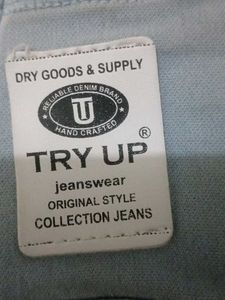 DRY GOODS & SUPPLY
RELIABLE DENIM BRAND
TU
HAND CRAFTED
®
TRY UP
jeanswear
ORIGINAL STYLE
COLLECTION JEANS